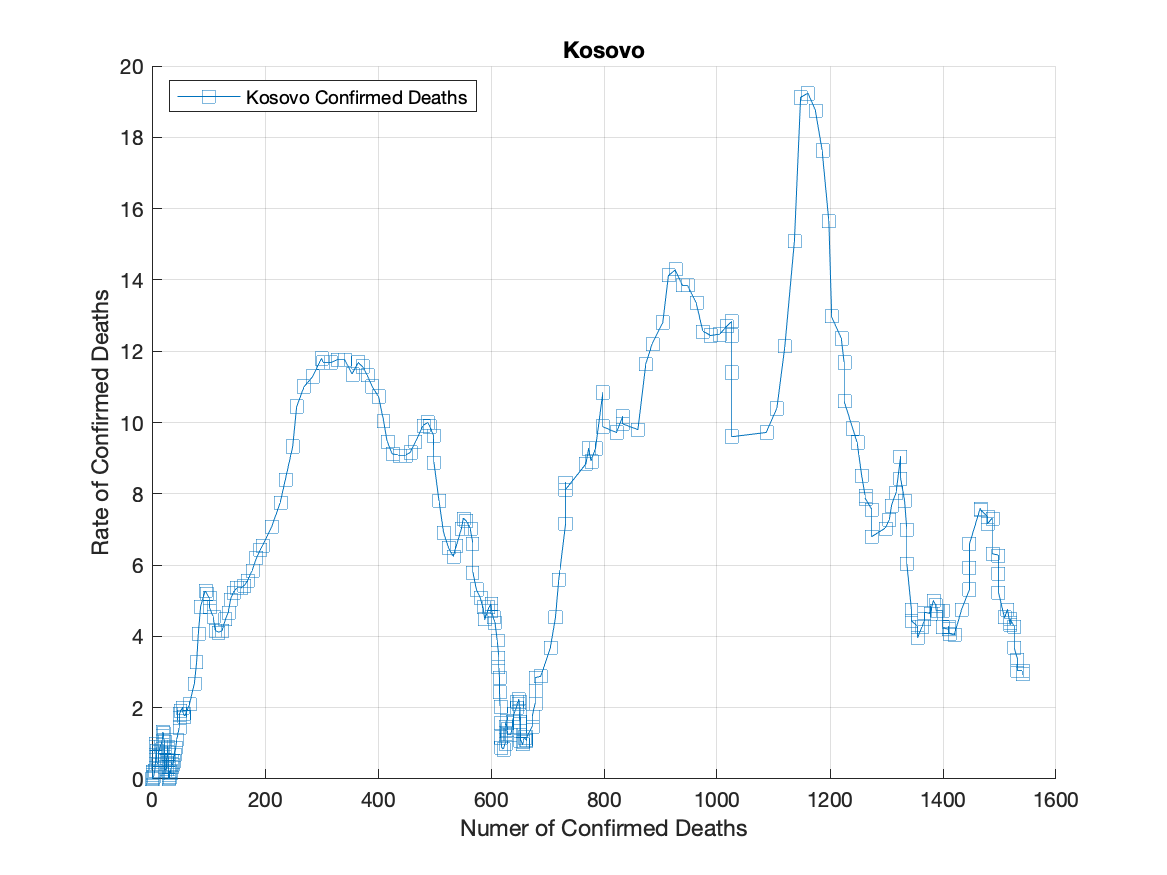 Kosovo
Kosovo Confirmed Deaths
20
18
16
14
12
10
8
6
4
2
0
Rate of Confirmed Deaths
0 200 400 600 800 1000 1200 1400 1600
Numer of Confirmed Deaths